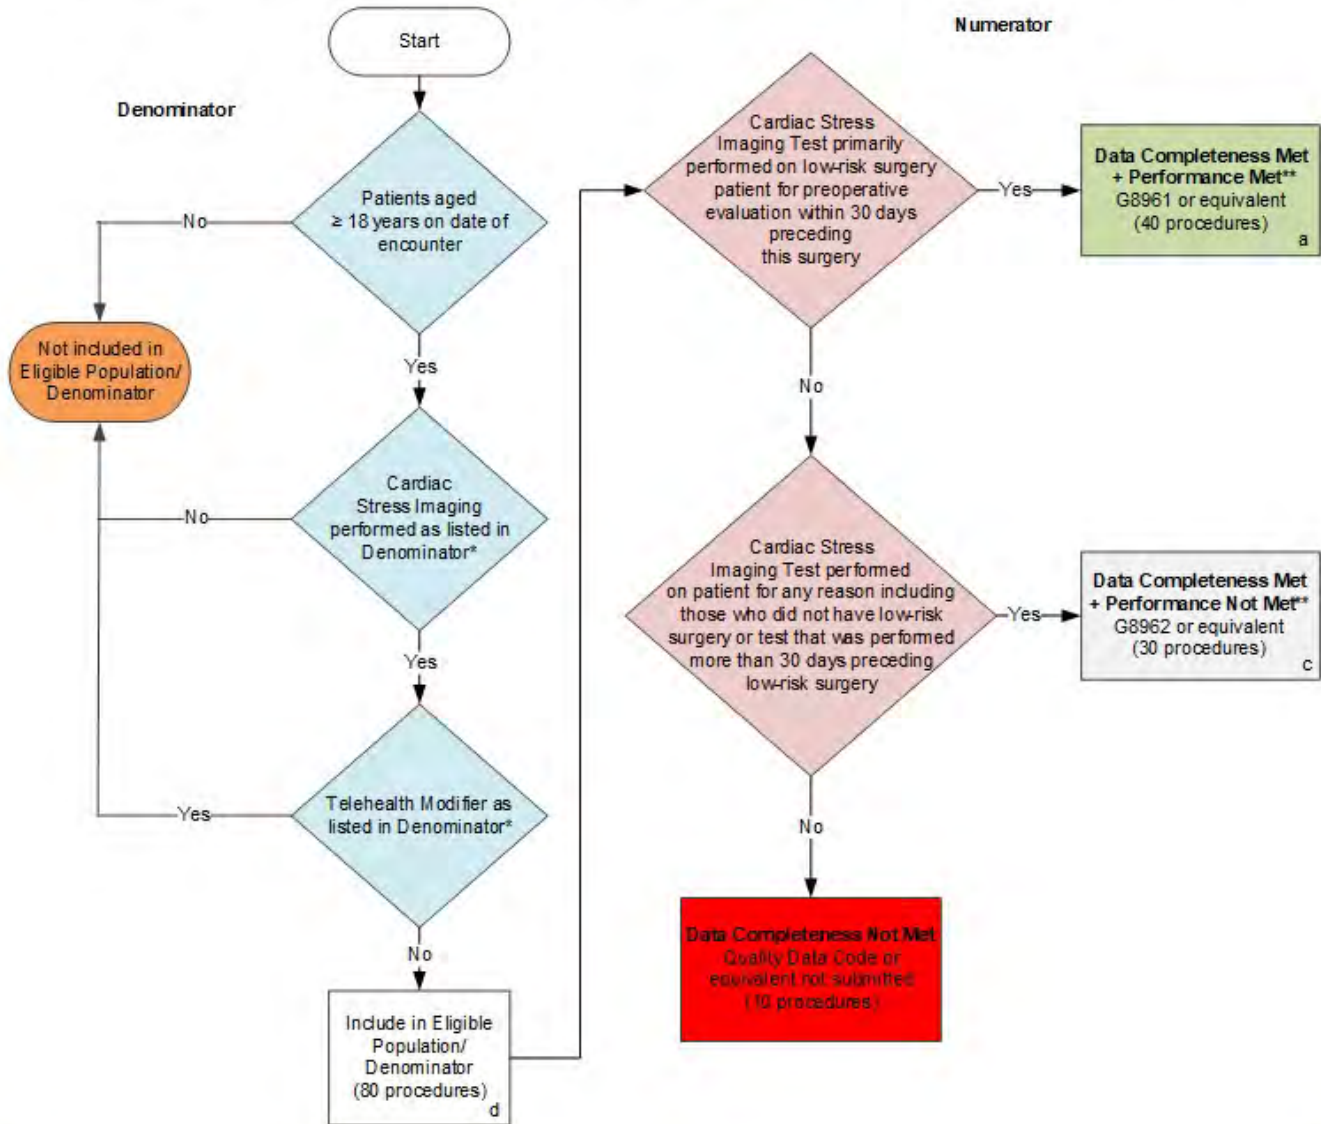 Start
Numerator
Denominator
Patients aged
≥ 18 years on date of
encounter
No
Not included in
Eligible Population/
Denominator
Yes
Cardiac
Stress Imaging
performed as listed in
Denominator*
No
Yes
Telehealth Modifier as
listed in Denominator*
Yes
No
Include in Eligible
Population/
Denominator
(80 procedures)
d
Cardiac Stress
Imaging Test primarily
performed on low-risk surgery
patient for preoperative
evaluation within 30 days
preceding
this surgery
Yes
Data Completeness Met
+ Performance Met**
G8961 or equivalent
(40 procedures)
a
No
Cardiac Stress
Imaging Test performed
on patient for any reason including
those who did not have low-risk
surgery or test that was performed
more than 30 days preceding
low-risk surgery
Yes
Data Completeness Met
+ Performance Not Met**
G8962 or equivalent
(30 procedures)
c
No
Data Completeness Not Met
Quality Data Code or
equivalent not submitted
(10 procedures)